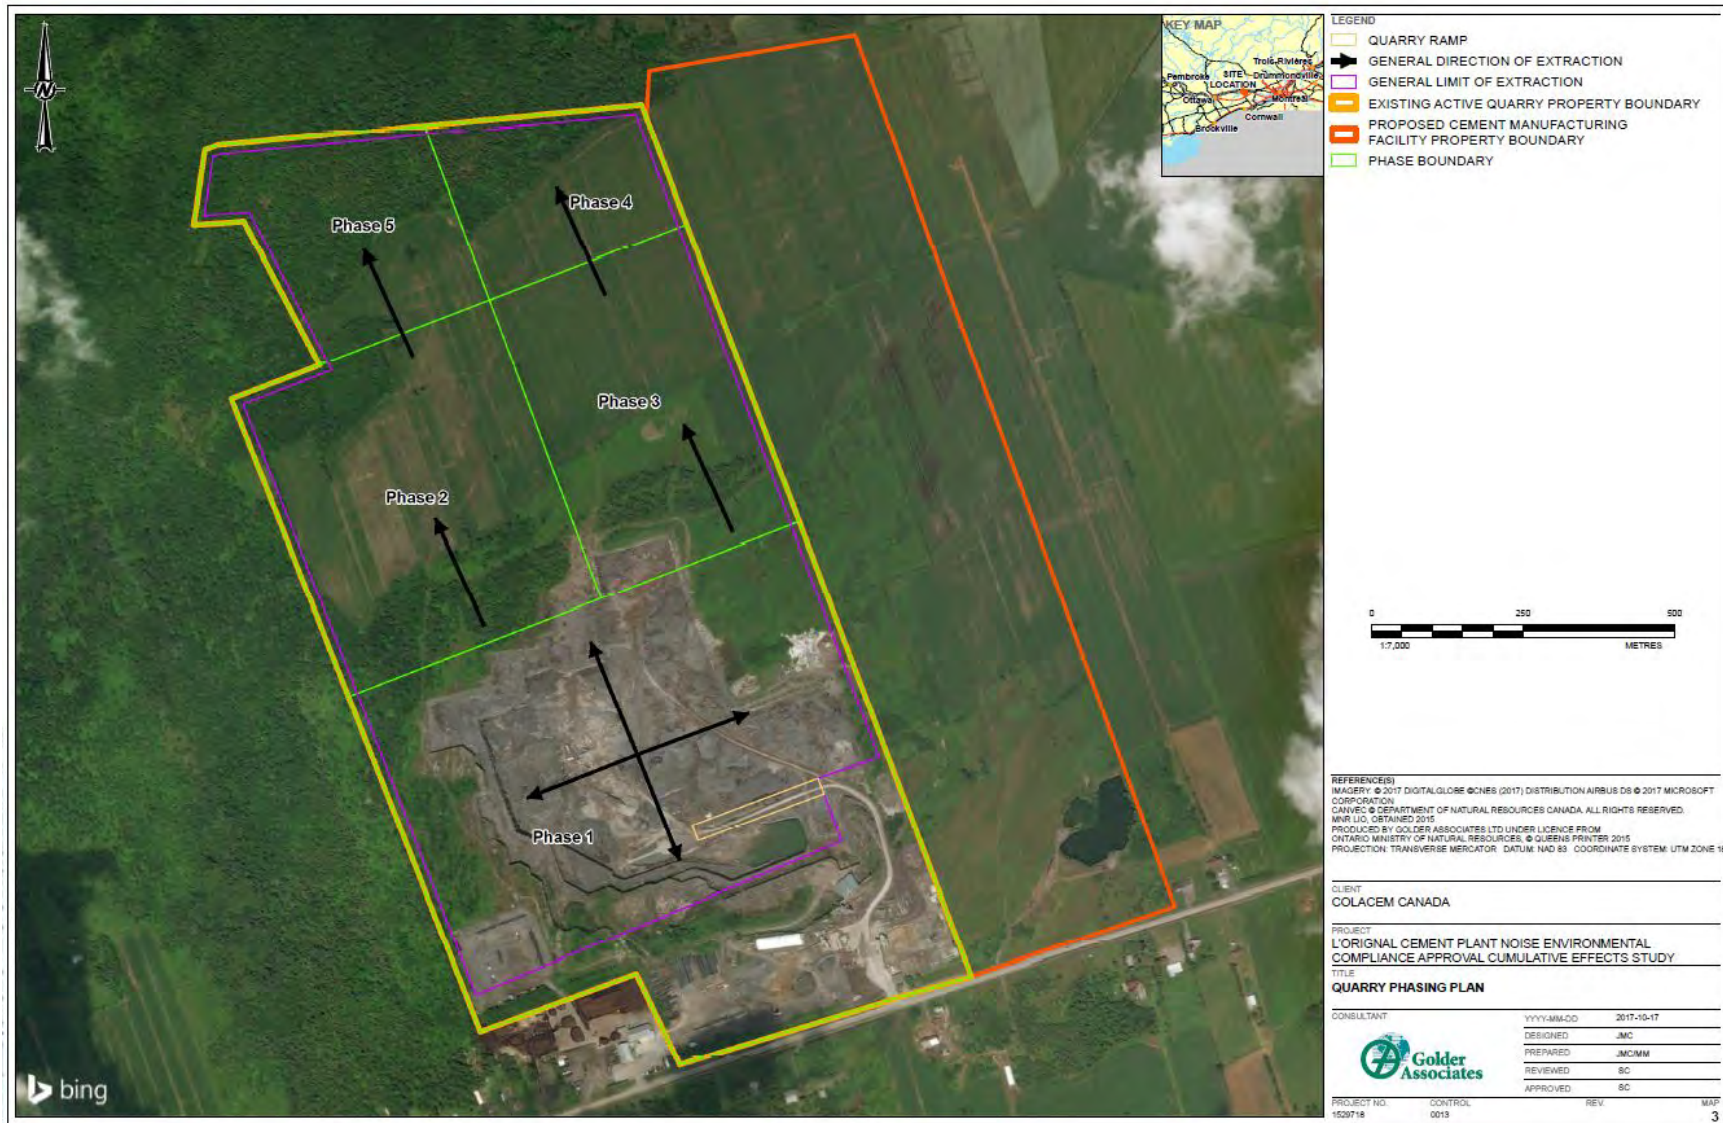 N
Phase 5
Phase 4
Phase 3
Phase 2
Phase 1
bing
KEY MAP
Trois-Rivières
Pembroke
SITE
LOCATION
Drummondville
Ottawa
Montreal
Cornwall
Brockville
LEGEND
QUARRY RAMP
GENERAL DIRECTION OF EXTRACTION
GENERAL LIMIT OF EXTRACTION
EXISTING ACTIVE QUARRY PROPERTY BOUNDARY
PROPOSED CEMENT MANUFACTURING
FACILITY PROPERTY BOUNDARY
PHASE BOUNDARY
0 250 500
1:7,000 METRES
REFERENCE(S)
IMAGERY: © 2017 DIGITALGLOBE ©CNES (2017) DISTRIBUTION AIRBUS DS © 2017 MICROSOFT
CORPORATION
CANVEC © DEPARTMENT OF NATURAL RESOURCES CANADA. ALL RIGHTS RESERVED.
MNR LIO, OBTAINED 2015
PRODUCED BY GOLDER ASSOCIATES LTD UNDER LICENCE FROM
ONTARIO MINISTRY OF NATURAL RESOURCES, © QUEENS PRINTER 2015
PROJECTION: TRANSVERSE MERCATOR DATUM: NAD 83 COORDINATE SYSTEM: UTM ZONE
CLIENT
COLACEM CANADA
PROJECT
L'ORIGNAL CEMENT PLANT NOISE ENVIRONMENTAL
COMPLIANCE APPROVAL CUMULATIVE EFFECTS STUDY
TITLE
QUARRY PHASING PLAN
CONSULTANT
Golder
Associates
YYYY-MM-DD 2017-10-17
DESIGNED JMC
PREPARED JMC/MM
REVIEWED BC
APPROVED BC
PROJECT NO. CONTROL REV. MAP
1529718 0013 3